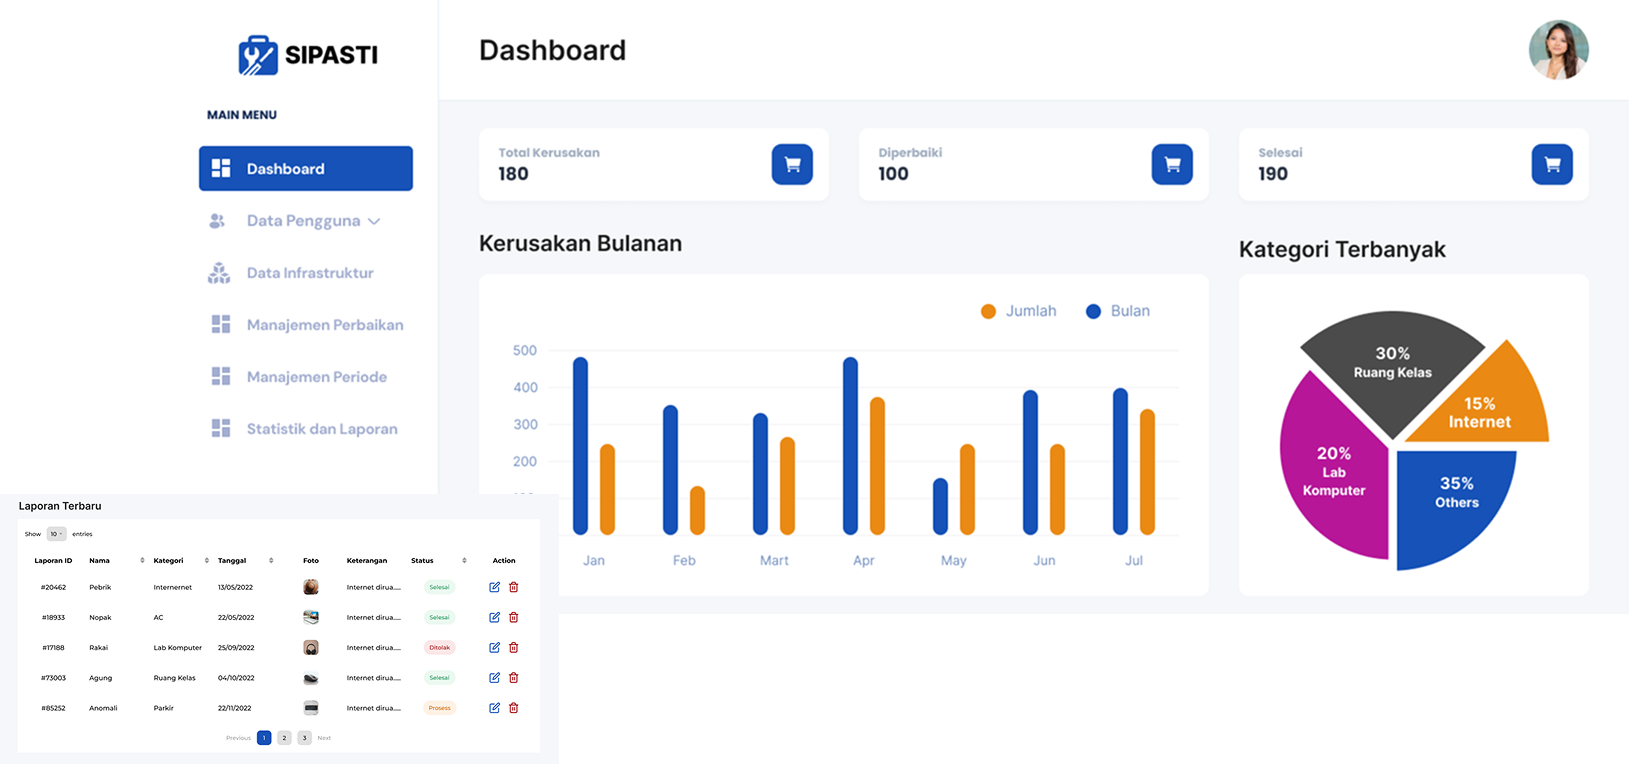 SIPASTI
MAIN MENU
Dashboard
Data Pengguna
Data Infrastruktur
Manajemen Perbaikan
Manajemen Periode
Statistik dan Laporan
Dashboard
Total Kerusakan
180
Diperbaiki
100
Selesai
190
Kerusakan Bulanan
Jumlah
Bulan
500
400
300
200
Jan
Feb
Mart
Apr
May
Jun
Jul
Kategori Terbanyak
30%
Ruang Kelas
15%
Internet
20%
Lab
Komputer
35%
Others
Laporan Terbaru
Show 10 entries
Laporan ID Nama Kategori Tanggal Foto Keterangan Status Action
#20462 Pebrik Internernet 13/05/2022 Internet dirua.... Selesai
#18933 Nopak AC 22/05/2022 Internet dirua.... Selesai
#17188 Rakai Lab Komputer 25/09/2022 Internet dirua.... Ditolak
#73003 Agung Ruang Kelas 04/10/2022 Internet dirua.... Selesai
#85252 Anomali Parkir 22/11/2022 Internet dirua.... Prosess
Previous 1 2 3 Next